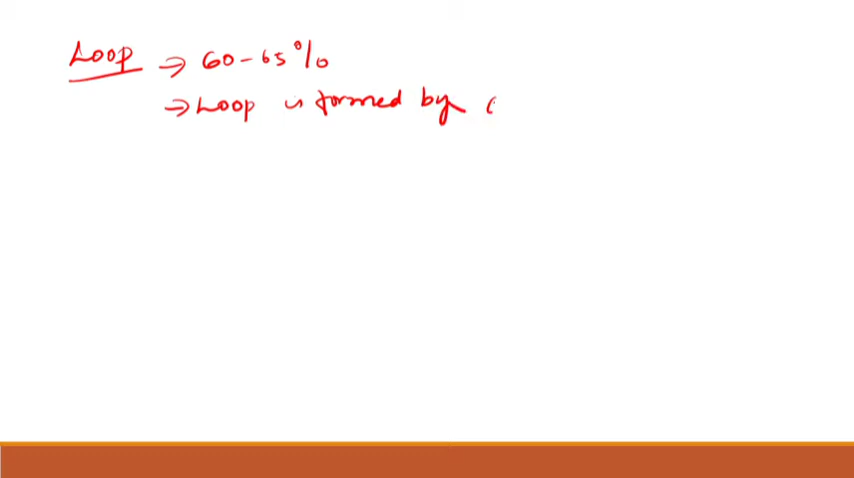 Loop → 60-65%
→ Loop is formed by